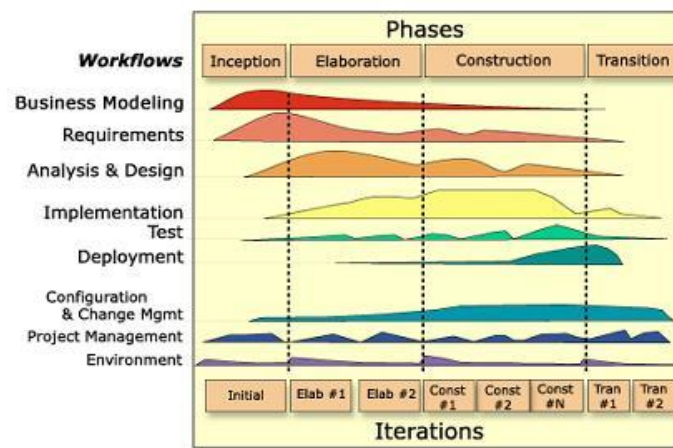 Phases
Workflows
Inception
Elaboration
Construction
Transition
Business Modeling
Requirements
Analysis & Design
Implementation
Test
Deployment
Configuration
& Change Mgmt
Project Management
Environment
Initial
Elab #1
Elab #2
Const
#1
Const
#2
Const
#N
Tran
#1
Tran
#2
Iterations